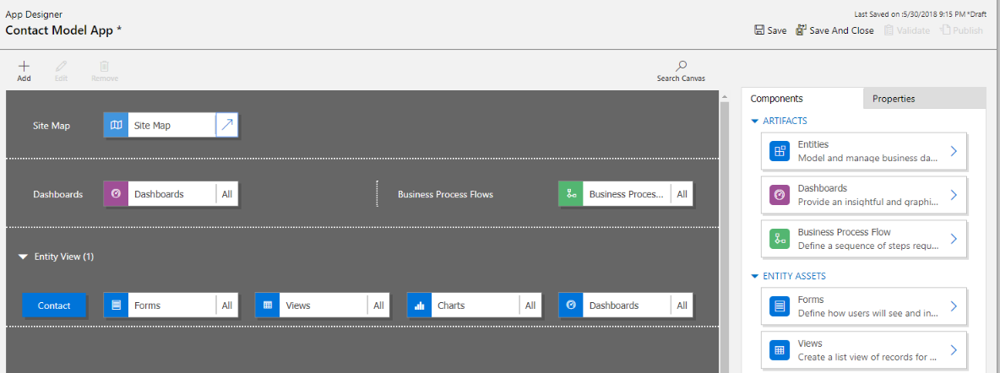 App Designer
Last Saved on :5/30/2018 9:15 PM *Draft
Contact Model App *
Save Save And Close Validate Publish
Add Edit Remove Search Canvas
Components Properties
Site Map Site Map
ARTIFACTS
Entities
Model and manage business da...
Dashboards Dashboards All Business Process Flows Business Proces... All
Dashboards
Provide an insightful and graphi...
Business Process Flow
Define a sequence of steps requ...
Entity View (1)
ENTITY ASSETS
Contact Forms All Views All Charts All Dashboards All
Forms
Define how users will see and in...
Views
Create a list view of records for ...